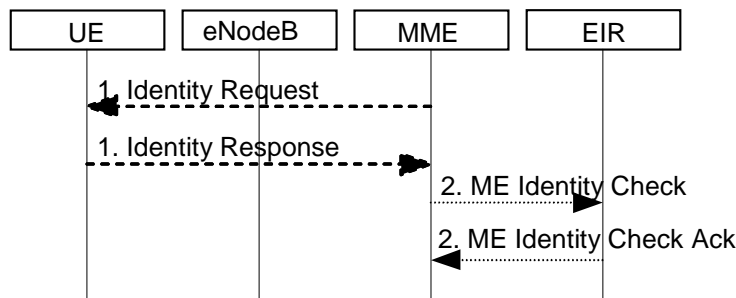 UE
eNodeB
MME
EIR
1. Identity Request
1. Identity Response
2. ME Identity Check
2. ME Identity Check Ack